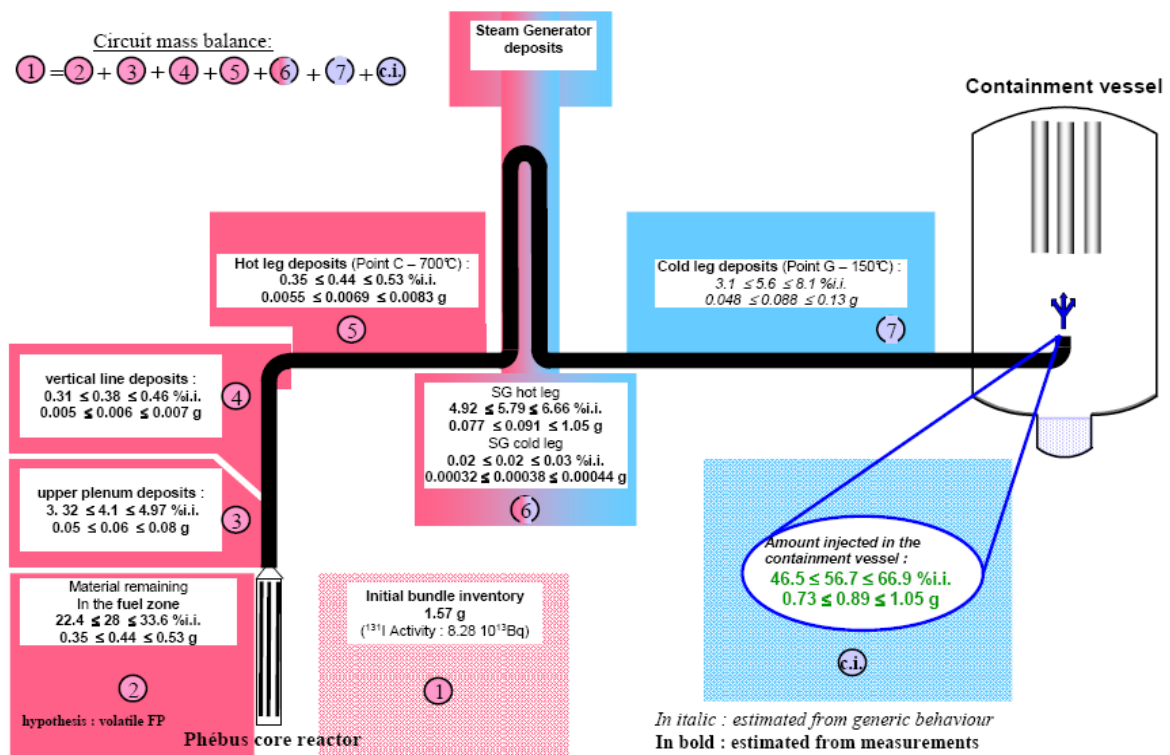 Circuit mass balance:
1 = 2 + 3 + 4 + 5 + 6 + 7 + c.i.
Steam Generator
deposits
Containment vessel
Hot leg deposits (Point C – 700°C) :
0.35 ≤ 0.44 ≤ 0.53 %i.i.
0.0055 ≤ 0.0069 ≤ 0.0083 g
5
Cold leg deposits (Point G – 150°C) :
3.1 ≤ 5.6 ≤ 8.1 %i.i.
0.048 ≤ 0.088 ≤ 0.13 g
7
vertical line deposits :
0.31 ≤ 0.38 ≤ 0.46 %i.i.
0.005 ≤ 0.006 ≤ 0.007 g
4
SG hot leg
4.92 ≤ 5.79 ≤ 6.66 %i.i.
0.077 ≤ 0.091 ≤ 1.05 g
SG cold leg
0.02 ≤ 0.02 ≤ 0.03 %i.i.
0.00032 ≤ 0.00038 ≤ 0.00044 g
6
upper plenum deposits :
3. 32 ≤ 4.1 ≤ 4.97 %i.i.
0.05 ≤ 0.06 ≤ 0.08 g
3
Material remaining
In the fuel zone
22.4 ≤ 28 ≤ 33.6 %i.i.
0.35 ≤ 0.44 ≤ 0.53 g
2
hypothesis : volatile FP
Initial bundle inventory
1.57 g
(¹³¹I Activity : 8.28 10¹³Bq)
1
Amount injected in the
containment vessel :
46.5 ≤ 56.7 ≤ 66.9 %i.i.
0.73 ≤ 0.89 ≤ 1.05 g
c.i.
Phébus core reactor
In italic : estimated from generic behaviour
In bold : estimated from measurements